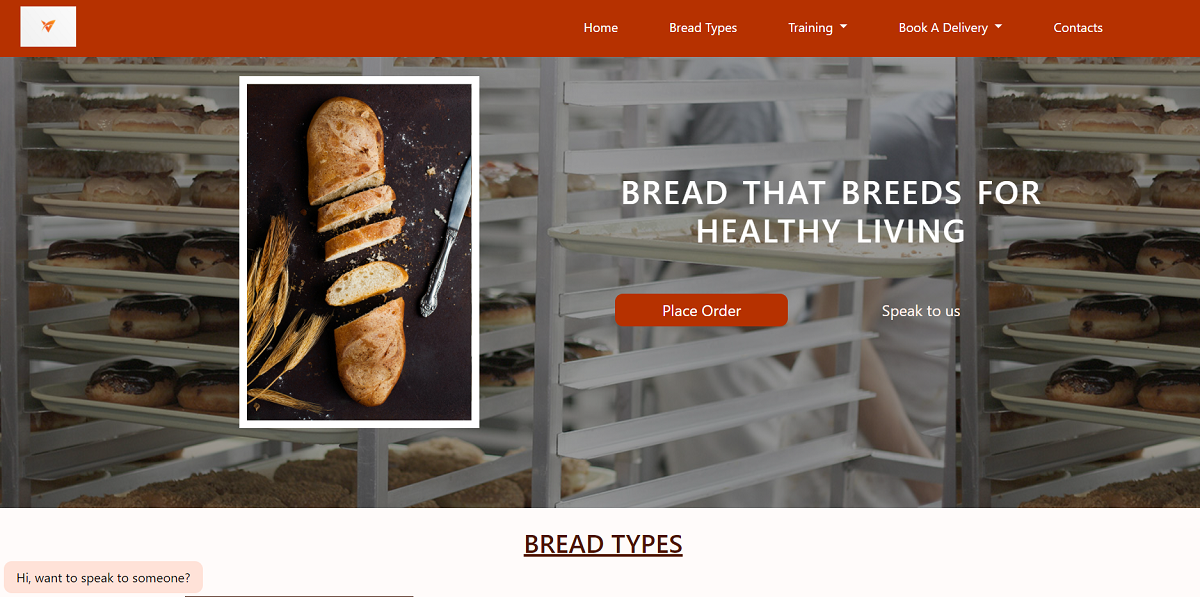 Home
Bread Types
Training
Book A Delivery
Contacts
BREAD THAT BREEDS FOR
HEALTHY LIVING
Place Order
Speak to us
BREAD TYPES
Hi, want to speak to someone?